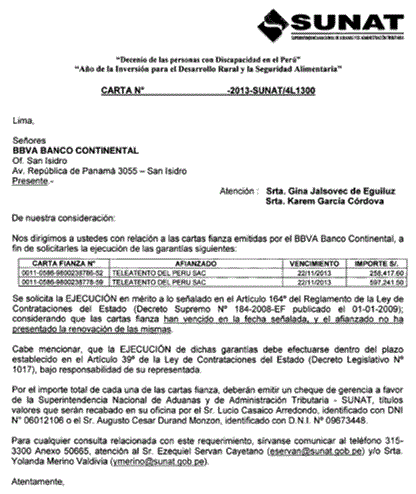 SUNAT
SUPERINTENDENCIA NACIONAL DE ADUANAS Y DE ADMINISTRACIÓN TRIBUTARIA
"Decenio de las personas con Discapacidad en el Perú"
"Año de la Inversión para el Desarrollo Rural y la Seguridad Alimentaria"
CARTA N° -2013-SUNAT/4L1300
Lima,
Señores
BBVA BANCO CONTINENTAL
Of. San Isidro
Av. República de Panamá 3055 – San Isidro
Presente.-
Atención : Srta. Gina Jalsovec de Eguiluz
Srta. Karem García Córdova
De nuestra consideración:
Nos dirigimos a ustedes con relación a las cartas fianza emitidas por el BBVA Banco Continental, a
fin de solicitarles la ejecución de las garantías siguientes:
CARTA FIANZA N° AFIANZADO VENCIMIENTO IMPORTE S/.
0011-0586-9800238786-52 TELEATENTO DEL PERU SAC 22/11/2013 258,417.60
0011-0586-9800238778-59 TELEATENTO DEL PERU SAC 22/11/2013 597,241.50
Se solicita la EJECUCIÓN en mérito a lo señalado en el Artículo 164° del Reglamento de la Ley de
Contrataciones del Estado (Decreto Supremo N° 184-2008-EF publicado el 01-01-2009);
considerando que las cartas fianza han vencido en la fecha señalada, y el afianzado no
ha presentado la renovación de las mismas.
Cabe mencionar, que la EJECUCIÓN de dichas garantías debe efectuarse dentro del plazo
establecido en el Artículo 39° de la Ley de Contrataciones del Estado (Decreto Legislativo N°
1017), bajo responsabilidad de su representada.
Por el importe total de cada una de las cartas fianza, deberán emitir un cheque de gerencia a favor
de la Superintendencia Nacional de Aduanas y de Administración Tributaria - SUNAT, títulos
valores que serán recabado en su oficina por el Sr. Lucio Casaico Arredondo, identificado con DNI
N° 06012106 o el Sr. Augusto Cesar Durand Monzon, identificado con D.N.I. N° 09673448.
Para cualquier consulta relacionada con este requerimiento, sírvanse comunicar al teléfono 315-
3300 Anexo 50665, atención al Sr. Ezequiel Servan Cayetano (eservan@sunat.gob.pe) y/o Srta.
Yolanda Merino Valdivia (ymerino@sunat.gob.pe).
Atentamente,